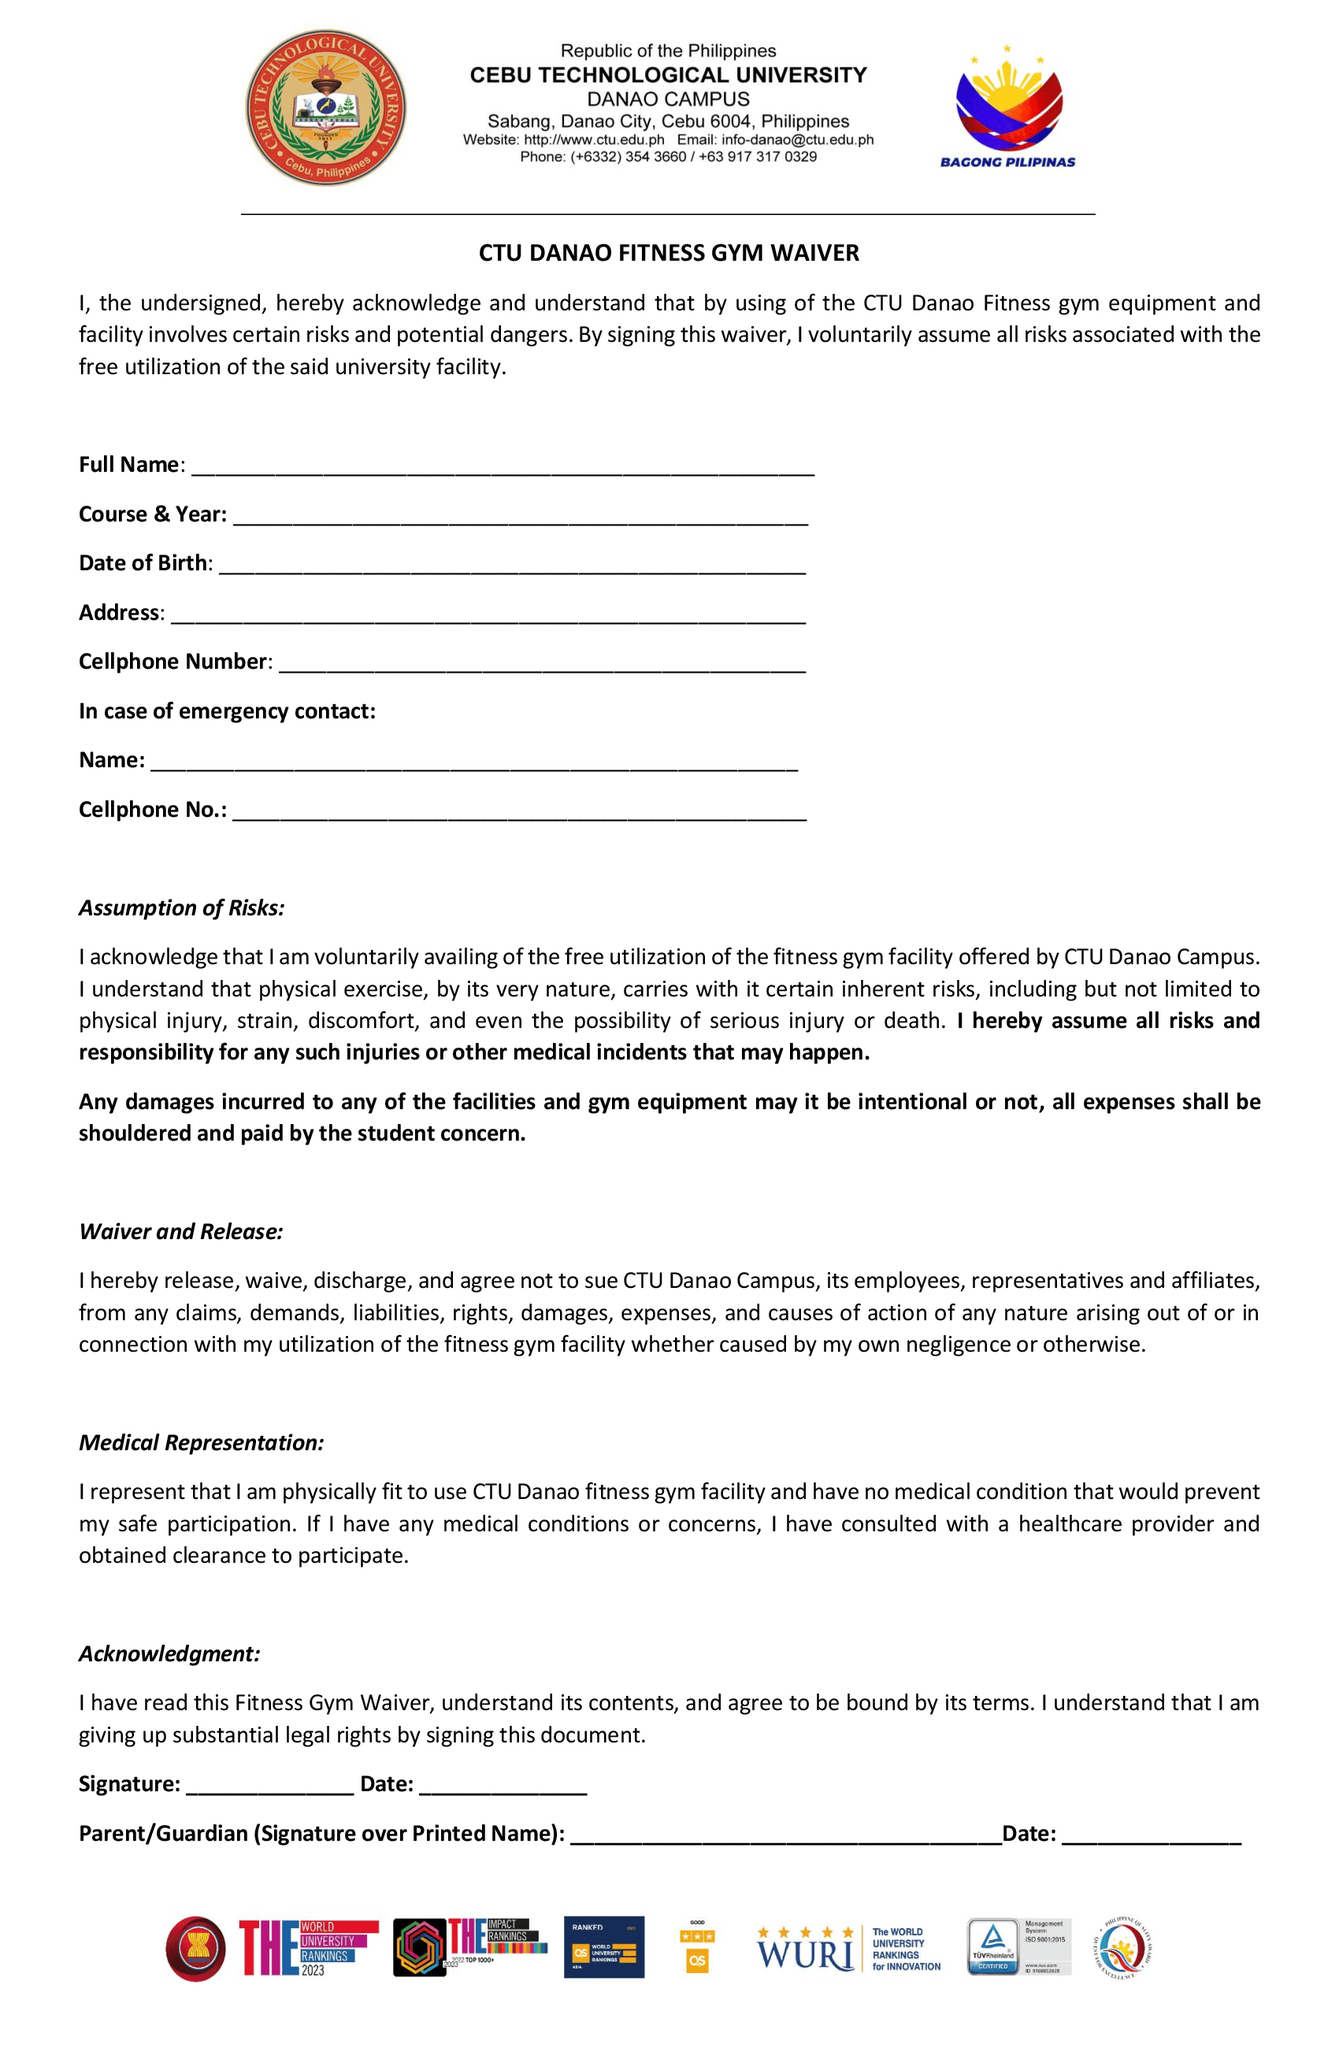 CEBU TECHNOLOGICAL UNIVERSITY
Cebu, Philippines
Republic of the Philippines
CEBU TECHNOLOGICAL UNIVERSITY
DANAO CAMPUS
Sabang, Danao City, Cebu 6004, Philippines
Website: http://www.ctu.edu.ph Email: info-danao@ctu.edu.ph
Phone: (+6332) 354 3660 / +63 917 317 0329
BAGONG PILIPINAS
CTU DANAO FITNESS GYM WAIVER
I, the undersigned, hereby acknowledge and understand that by using of the CTU Danao Fitness gym equipment and
facility involves certain risks and potential dangers. By signing this waiver, I voluntarily assume all risks associated with the
free utilization of the said university facility.
Full Name: ____________________________________________________
Course & Year: ________________________________________________
Date of Birth: _________________________________________________
Address: _____________________________________________________
Cellphone Number: ____________________________________________
In case of emergency contact:
Name: ______________________________________________________
Cellphone No.: ________________________________________________
Assumption of Risks:
I acknowledge that I am voluntarily availing of the free utilization of the fitness gym facility offered by CTU Danao Campus.
I understand that physical exercise, by its very nature, carries with it certain inherent risks, including but not limited to
physical injury, strain, discomfort, and even the possibility of serious injury or death. I hereby assume all risks and
responsibility for any such injuries or other medical incidents that may happen.
Any damages incurred to any of the facilities and gym equipment may it be intentional or not, all expenses shall be
shouldered and paid by the student concern.
Waiver and Release:
I hereby release, waive, discharge, and agree not to sue CTU Danao Campus, its employees, representatives and affiliates,
from any claims, demands, liabilities, rights, damages, expenses, and causes of action of any nature arising out of or in
connection with my utilization of the fitness gym facility whether caused by my own negligence or otherwise.
Medical Representation:
I represent that I am physically fit to use CTU Danao fitness gym facility and have no medical condition that would prevent
my safe participation. If I have any medical conditions or concerns, I have consulted with a healthcare provider and
obtained clearance to participate.
Acknowledgment:
I have read this Fitness Gym Waiver, understand its contents, and agree to be bound by its terms. I understand that I am
giving up substantial legal rights by signing this document.
Signature: ______________ Date: ______________
Parent/Guardian (Signature over Printed Name): ____________________________________Date: _______________
THE WORLD UNIVERSITY RANKINGS 2023
THE IMPACT RANKINGS
2022 TOP 1000+
2023
RANKED
QS WORLD UNIVERSITY RANKINGS
ASIA
GOOD
QS
WURI
The WORLD
UNIVERSITY
RANKINGS
for INNOVATION
TÜVRheinland
CERTIFIED
Management
System
ISO 9001:2015
www.tuv.com